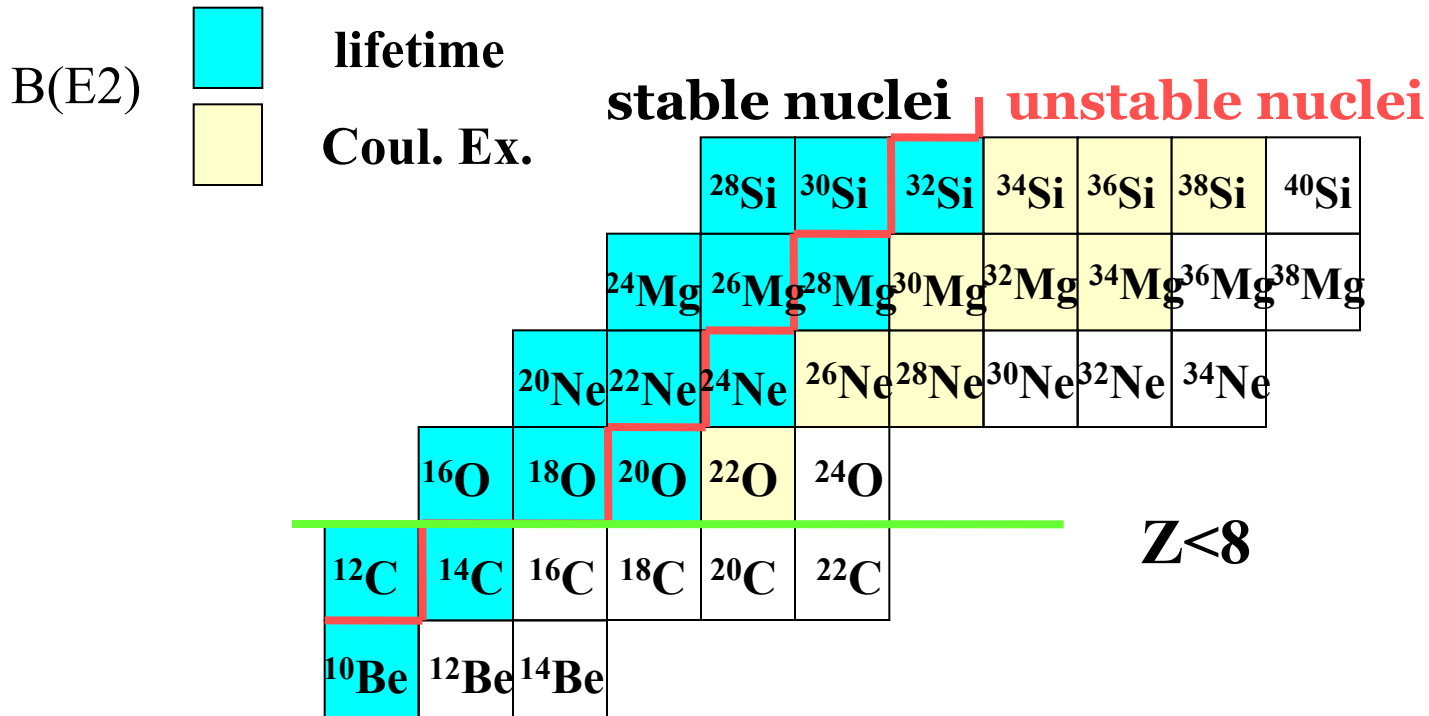 lifetime
B(E2)
Coul. Ex.
stable nuclei unstable nuclei
²⁸Si ³⁰Si ³²Si ³⁴Si ³⁶Si ³⁸Si ⁴⁰Si
²⁴Mg ²⁶Mg ²⁸Mg ³⁰Mg ³²Mg ³⁴Mg ³⁶Mg ³⁸Mg
²⁰Ne ²²Ne ²⁴Ne ²⁶Ne ²⁸Ne ³⁰Ne ³²Ne ³⁴Ne
¹⁶O ¹⁸O ²⁰O ²²O ²⁴O
Z<8
¹²C ¹⁴C ¹⁶C ¹⁸C ²⁰C ²²C
¹⁰Be ¹²Be ¹⁴Be